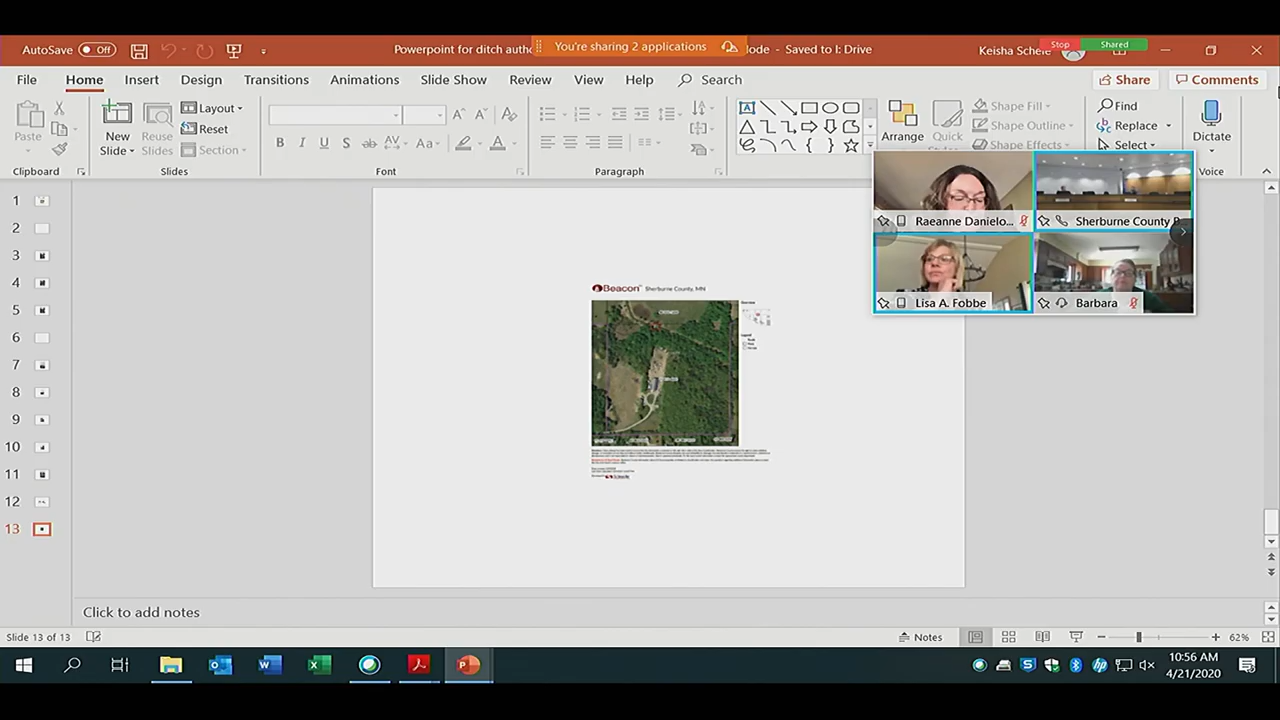 AutoSave Off
Powerpoint for ditch autho
You're sharing 2 applications
ode - Saved to I: Drive
Keisha Schele
Stop
Shared
File Home Insert Design Transitions Animations Slide Show Review View Help Search
Share Comments
Paste
New Slide
Reuse Slides
Layout
Reset
Section
Arrange
Quick
Shape Fill
Shape Outline
Shape Effects
Find
Replace
Select
Dictate
Clipboard
Slides
Font
Paragraph
Voice
Raeanne Danielo...
Sherburne County
Lisa A. Fobbe
Barbara
1
2
3
4
5
6
7
8
9
10
11
12
13
Beacon™ Sherburne County, MN
Click to add notes
Slide 13 of 13
Notes
62%
10:56 AM
4/21/2020